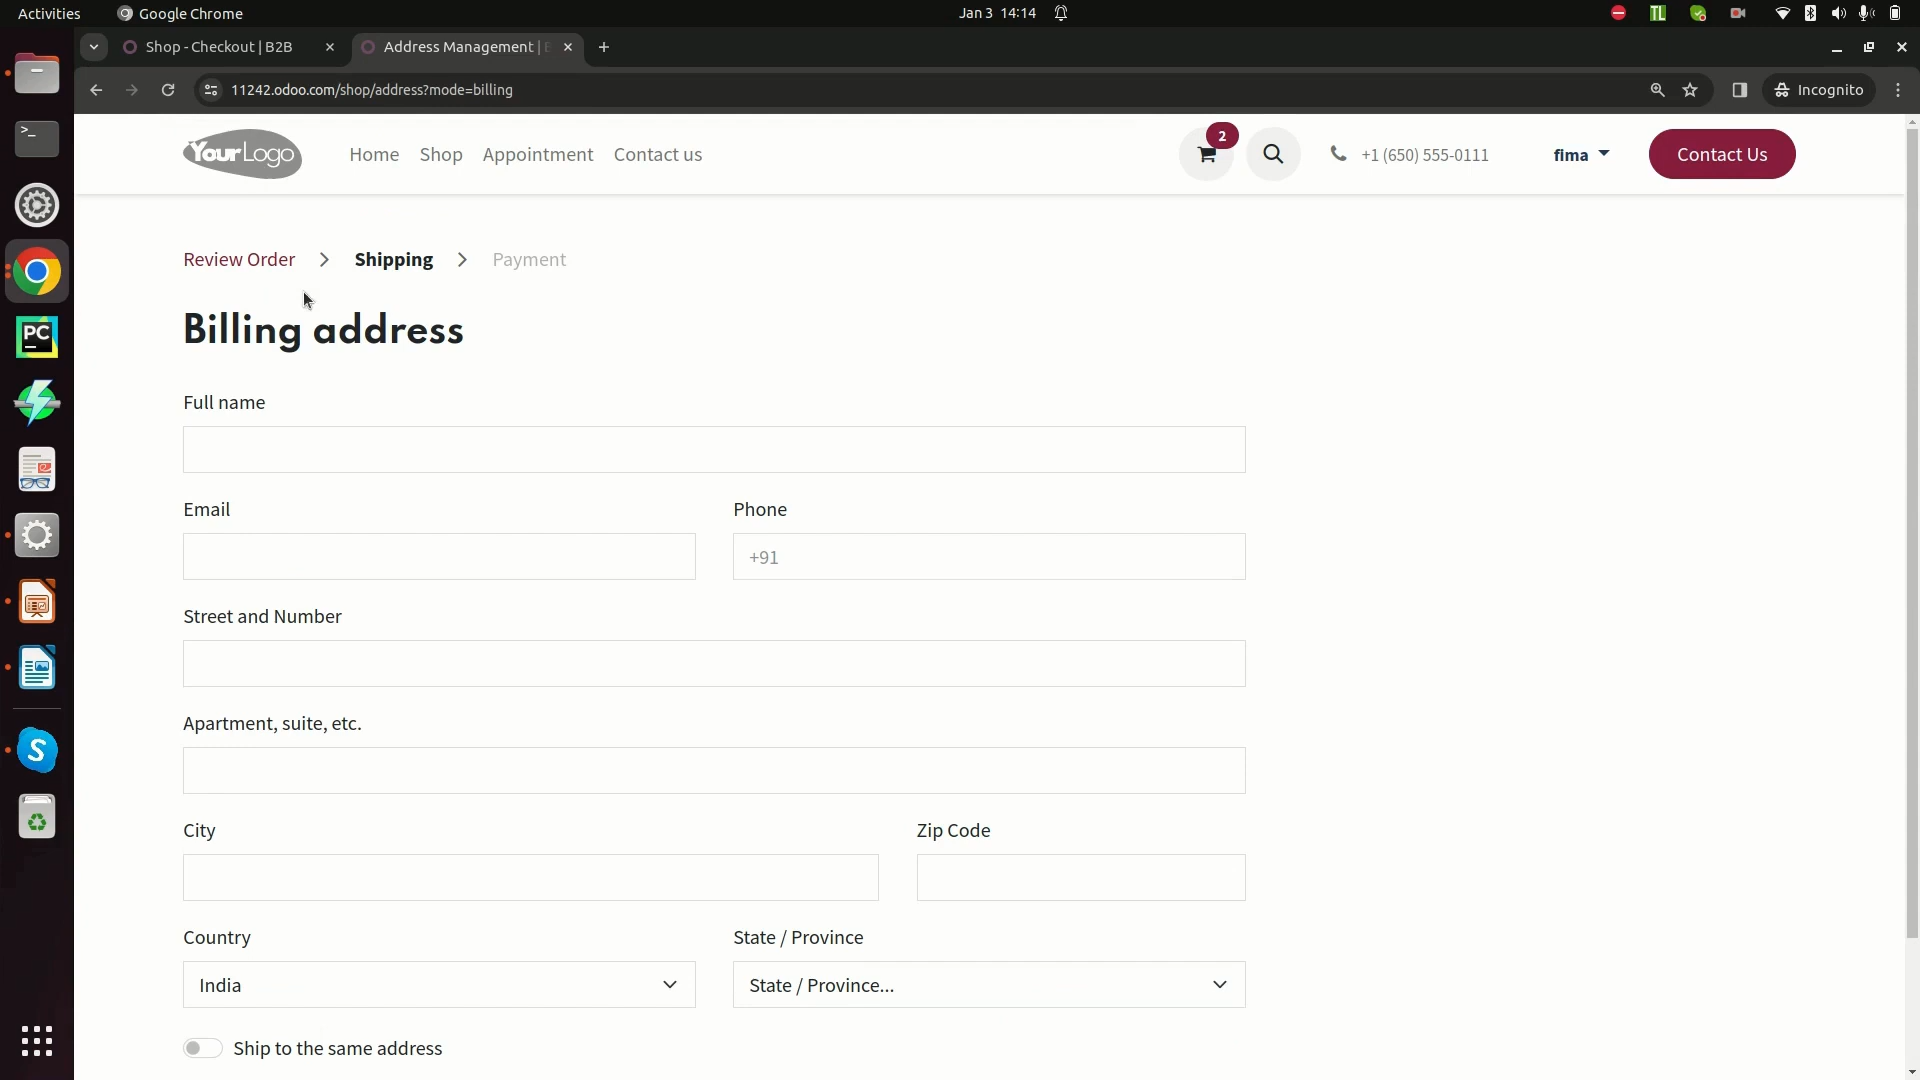 Activities
Google Chrome
Jan 3 14:14
TL
Shop - Checkout | B2B
Address Management |
11242.odoo.com/shop/address?mode=billing
Incognito
YourLogo
Home
Shop
Appointment
Contact us
2
+1 (650) 555-0111
fima
Contact Us
Review Order
Shipping
Payment
Billing address
Full name
Email
Phone
+91
Street and Number
Apartment, suite, etc.
City
Zip Code
Country
State / Province
India
State / Province...
Ship to the same address
>_
PC
S